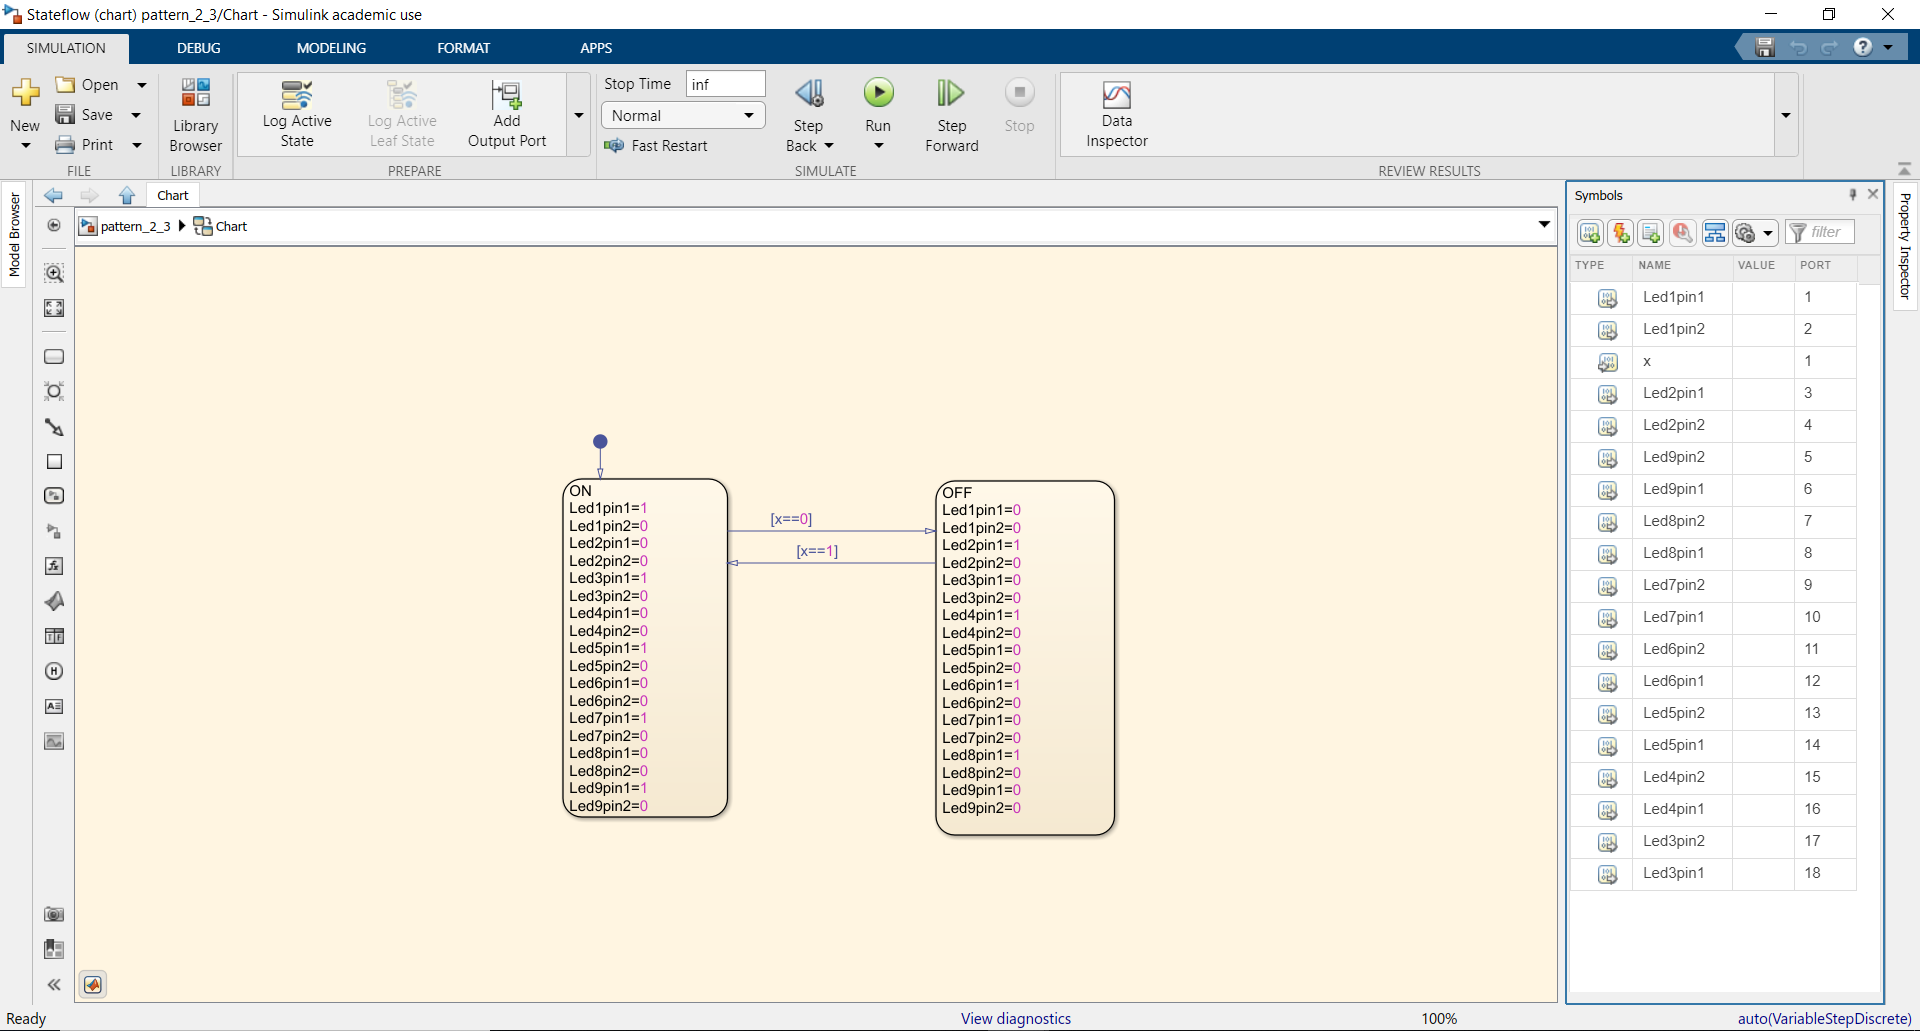 Stateflow (chart) pattern_2_3/Chart - Simulink academic use
SIMULATION DEBUG MODELING FORMAT APPS
New
Open
Save
Print
FILE
Library Browser
LIBRARY
Log Active State
Log Active Leaf State
Add Output Port
PREPARE
Stop Time inf
Normal
Fast Restart
Step Back
Run
Step Forward
Stop
SIMULATE
Data Inspector
REVIEW RESULTS
Model Browser
Chart
pattern_2_3 Chart
ON
Led1pin1=1
Led1pin2=0
Led2pin1=0
Led2pin2=0
Led3pin1=1
Led3pin2=0
Led4pin1=0
Led4pin2=0
Led5pin1=1
Led5pin2=0
Led6pin1=0
Led6pin2=0
Led7pin1=1
Led7pin2=0
Led8pin1=0
Led8pin2=0
Led9pin1=1
Led9pin2=0
[x==0]
[x==1]
OFF
Led1pin1=0
Led1pin2=0
Led2pin1=1
Led2pin2=0
Led3pin1=0
Led3pin2=0
Led4pin1=1
Led4pin2=0
Led5pin1=0
Led5pin2=0
Led6pin1=1
Led6pin2=0
Led7pin1=0
Led7pin2=0
Led8pin1=1
Led8pin2=0
Led9pin1=0
Led9pin2=0
Symbols
filter
TYPE NAME VALUE PORT
Led1pin1 1
Led1pin2 2
x 1
Led2pin1 3
Led2pin2 4
Led9pin2 5
Led9pin1 6
Led8pin2 7
Led8pin1 8
Led7pin2 9
Led7pin1 10
Led6pin2 11
Led6pin1 12
Led5pin2 13
Led5pin1 14
Led4pin2 15
Led4pin1 16
Led3pin2 17
Led3pin1 18
Property Inspector
Ready View diagnostics 100% auto(VariableStepDiscrete)